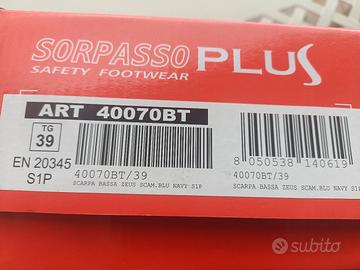 SORPASSO PLUS
SAFETY FOOTWEAR
ART 40070BT
TG
39
EN 20345
S1P
40070BT/39
SCARPA BASSA ZEUS SCAM.BLU NAVY S1P
8 050538 140619
40070BT/39
SCARPA BASSA ZEUS SCAM.BLU NAVY S1P
subito